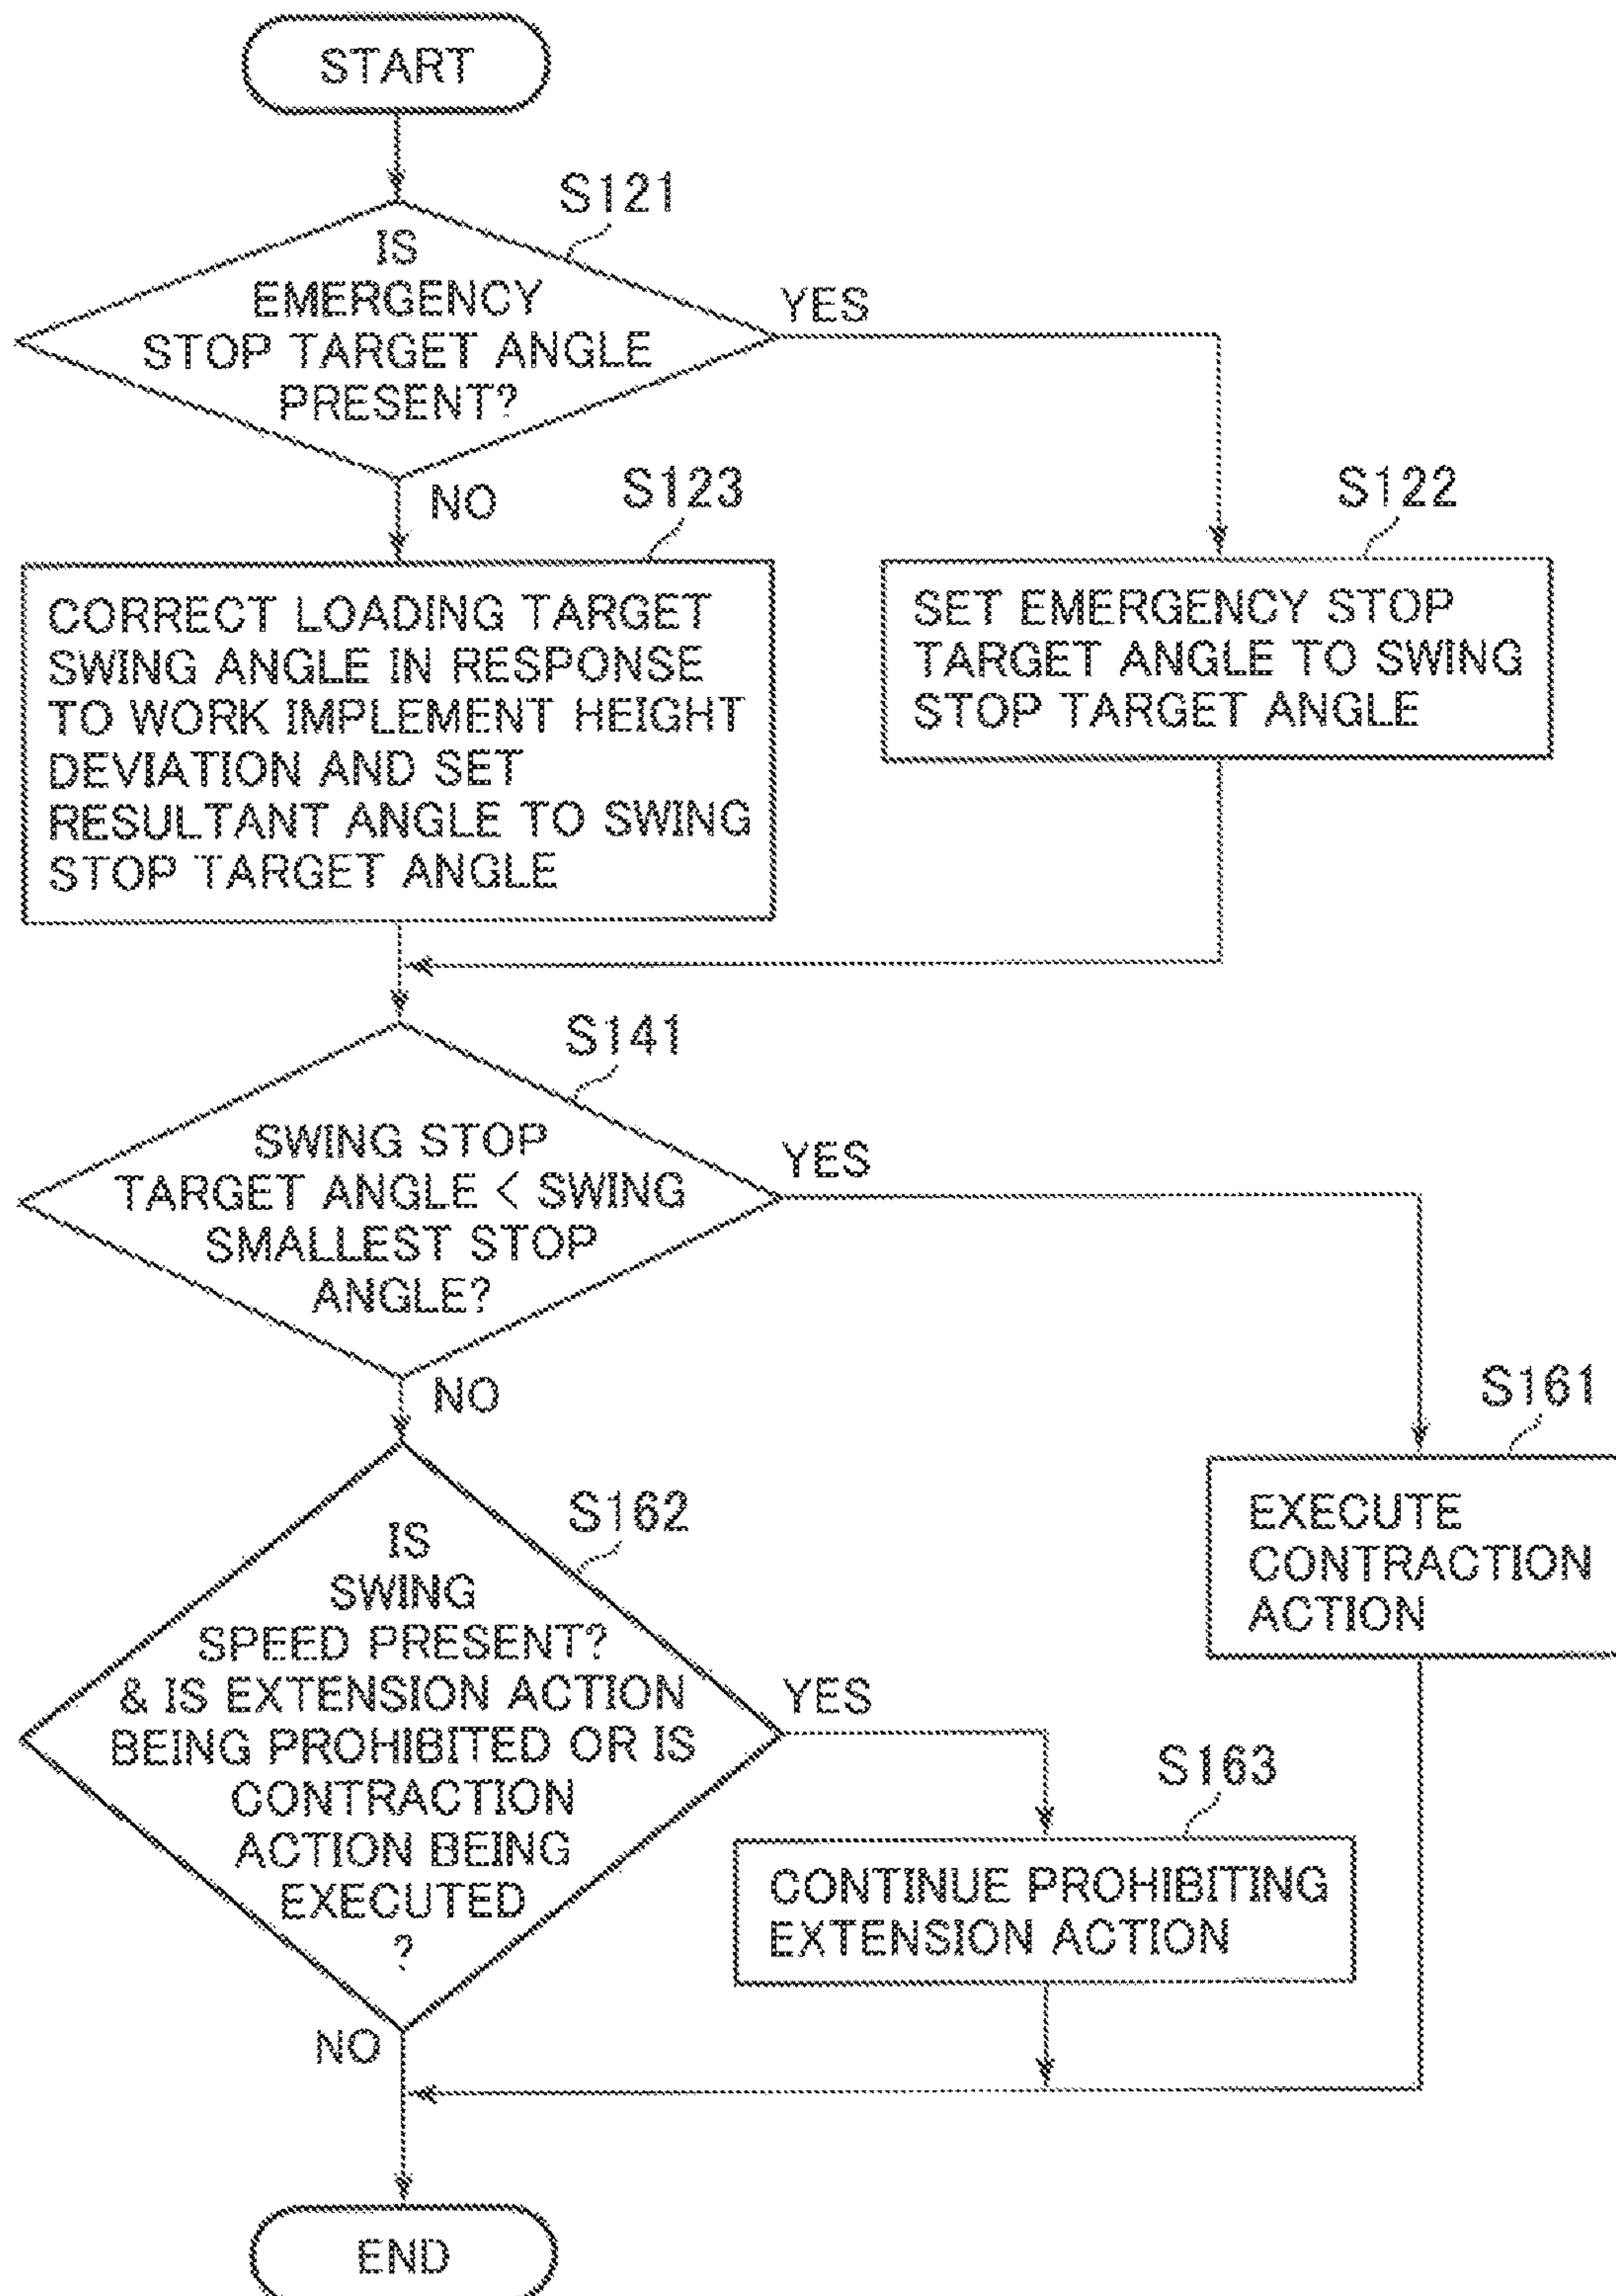 START
S121
IS
EMERGENCY
STOP TARGET ANGLE
PRESENT?
YES
NO
S123
CORRECT LOADING TARGET
SWING ANGLE IN RESPONSE
TO WORK IMPLEMENT HEIGHT
DEVIATION AND SET
RESULTANT ANGLE TO SWING
STOP TARGET ANGLE
S122
SET EMERGENCY STOP
TARGET ANGLE TO SWING
STOP TARGET ANGLE
S141
SWING STOP
TARGET ANGLE < SWING
SMALLEST STOP
ANGLE?
YES
NO
S161
EXECUTE
CONTRACTION
ACTION
S162
IS
SWING
SPEED PRESENT?
& IS EXTENSION ACTION
BEING PROHIBITED OR IS
CONTRACTION
ACTION BEING
EXECUTED
?
YES
S163
CONTINUE PROHIBITING
EXTENSION ACTION
NO
END